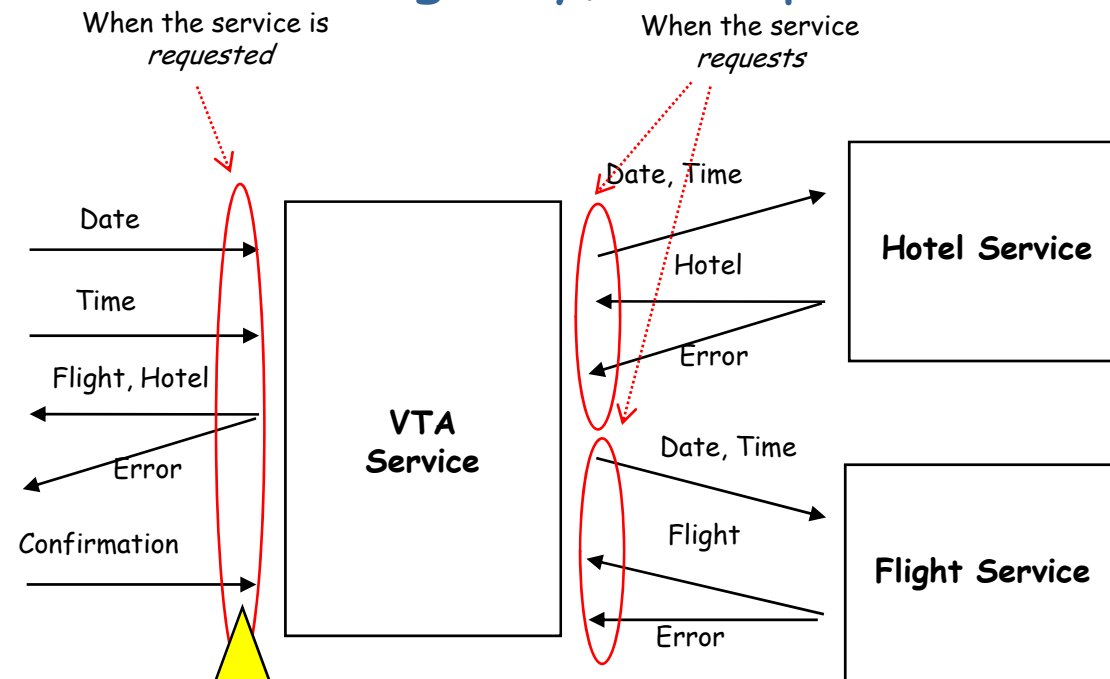 When the service is
requested
When the service
requests
Date, Time
Date
Hotel
Hotel Service
Time
Error
Flight, Hotel
VTA
Service
Date, Time
Error
Flight
Confirmation
Flight Service
Error